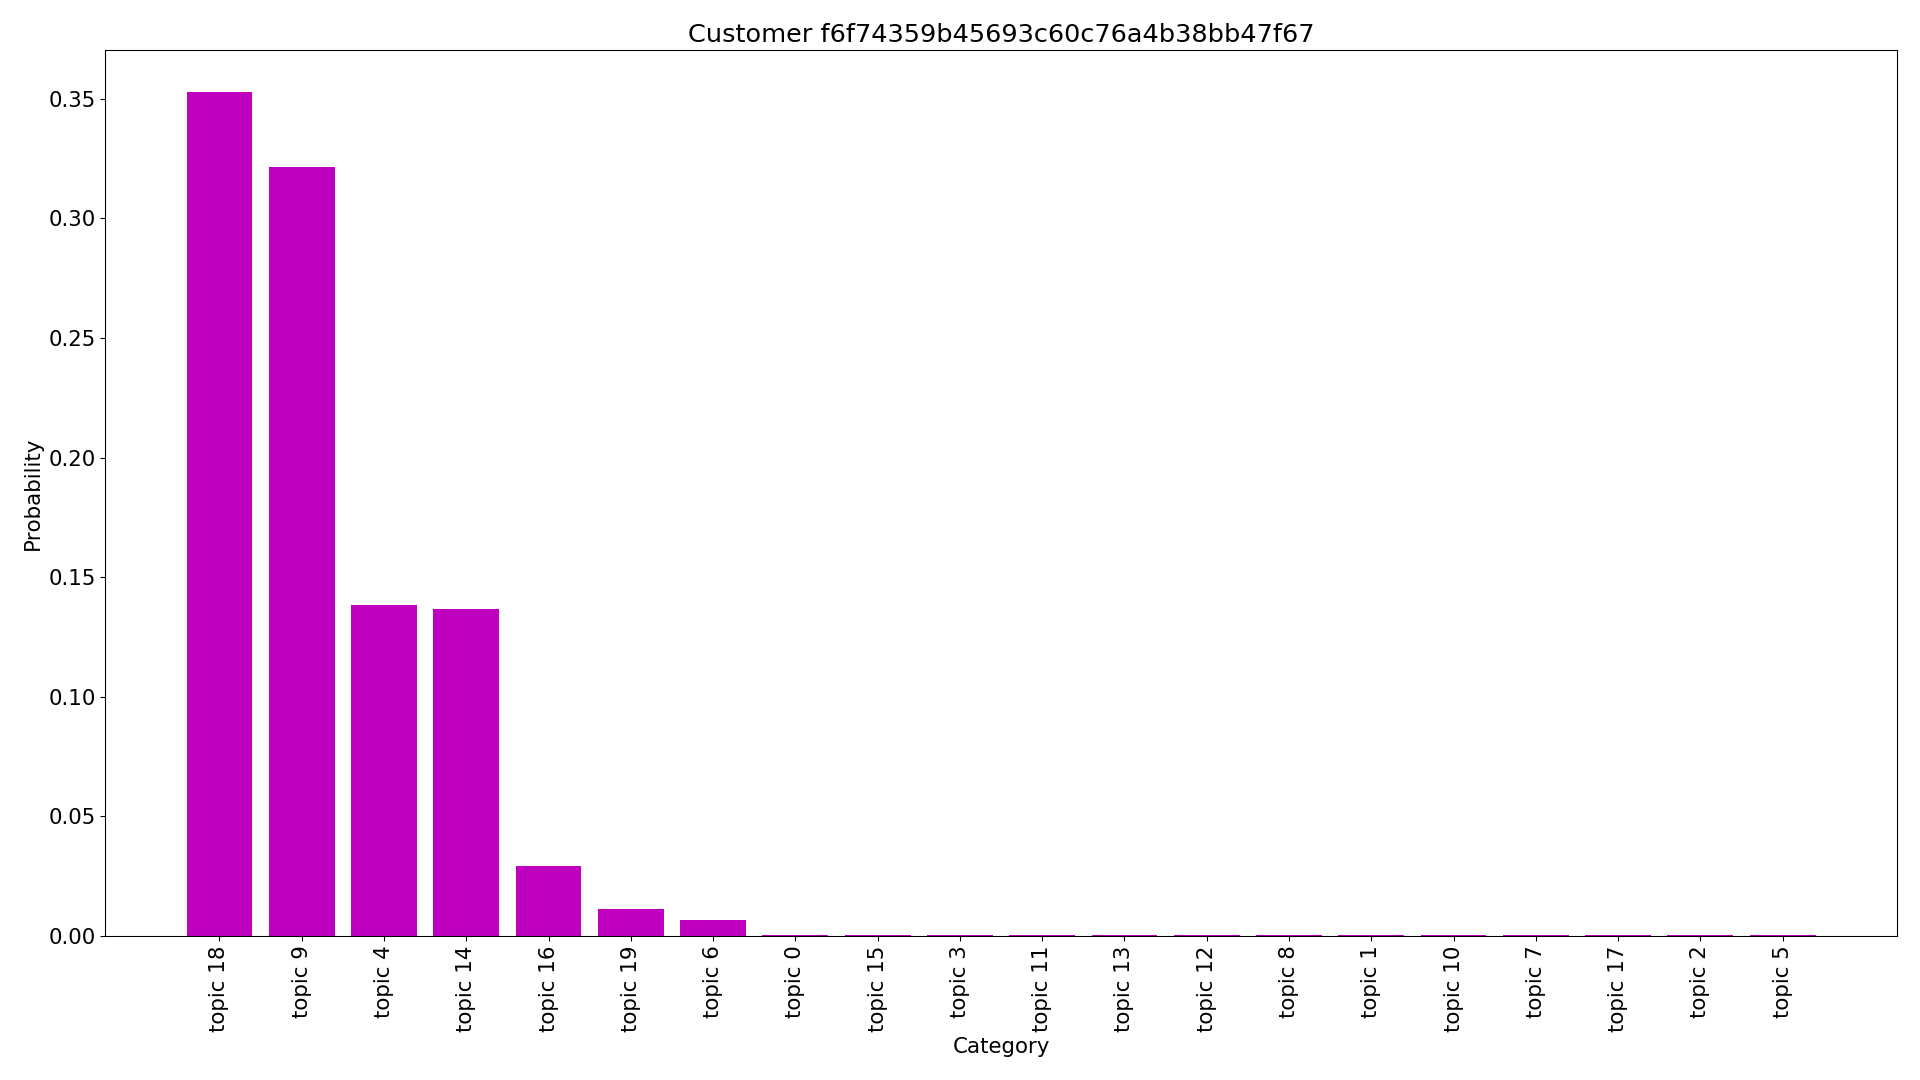 Customer f6f74359b45693c60c76a4b38bb47f67
Probability
0.35
0.30
0.25
0.20
0.15
0.10
0.05
0.00
topic 18
topic 9
topic 4
topic 14
topic 16
topic 19
topic 6
topic 0
topic 15
topic 3
topic 11
topic 13
topic 12
topic 8
topic 1
topic 10
topic 7
topic 17
topic 2
topic 5
Category